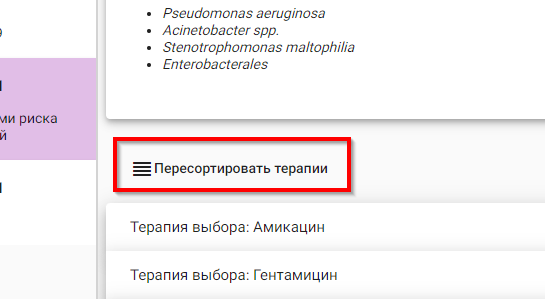 ми риска
й
Pseudomonas aeruginosa
Acinetobacter spp.
Stenotrophomonas maltophilia
Enterobacterales
Пересортировать терапии
Терапия выбора: Амикацин
Терапия выбора: Гентамицин